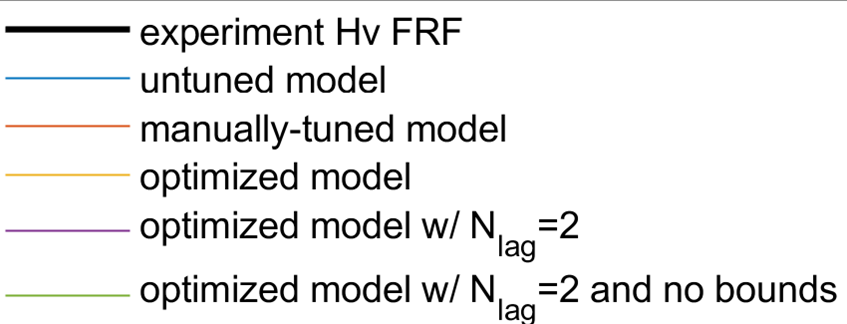 experiment Hv FRF
untuned model
manually-tuned model
optimized model
optimized model w/ N_lag=2
optimized model w/ N_lag=2 and no bounds